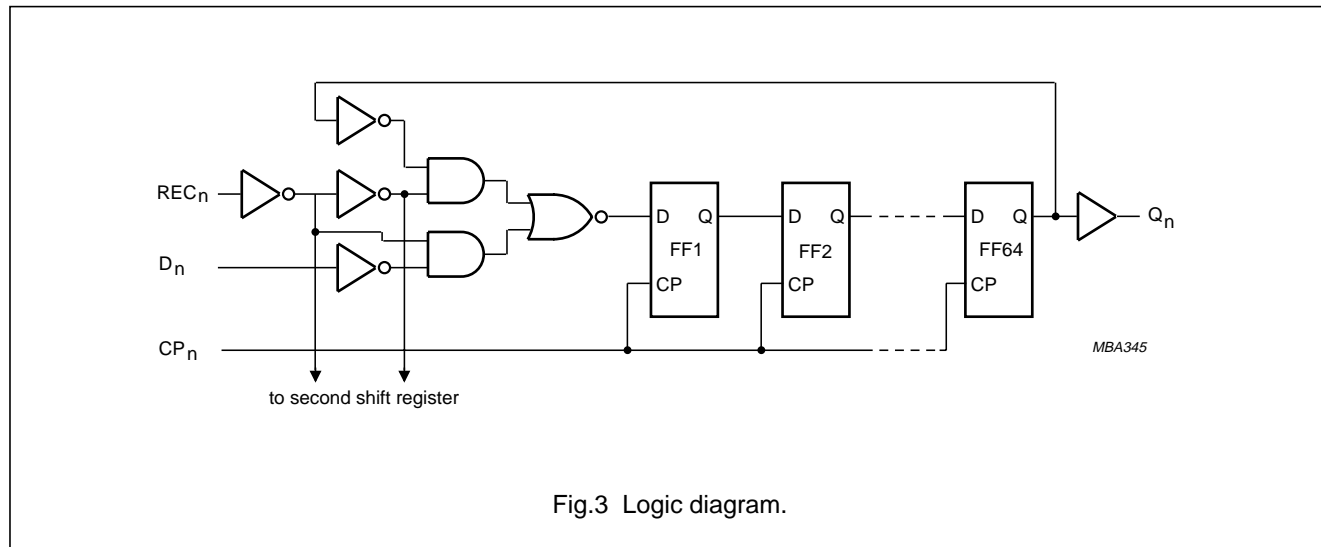 RECn
Dn
CPn
D Q
FF1
CP
D Q
FF2
CP
D Q
FF64
CP
Qn
MBA345
to second shift register
Fig.3 Logic diagram.